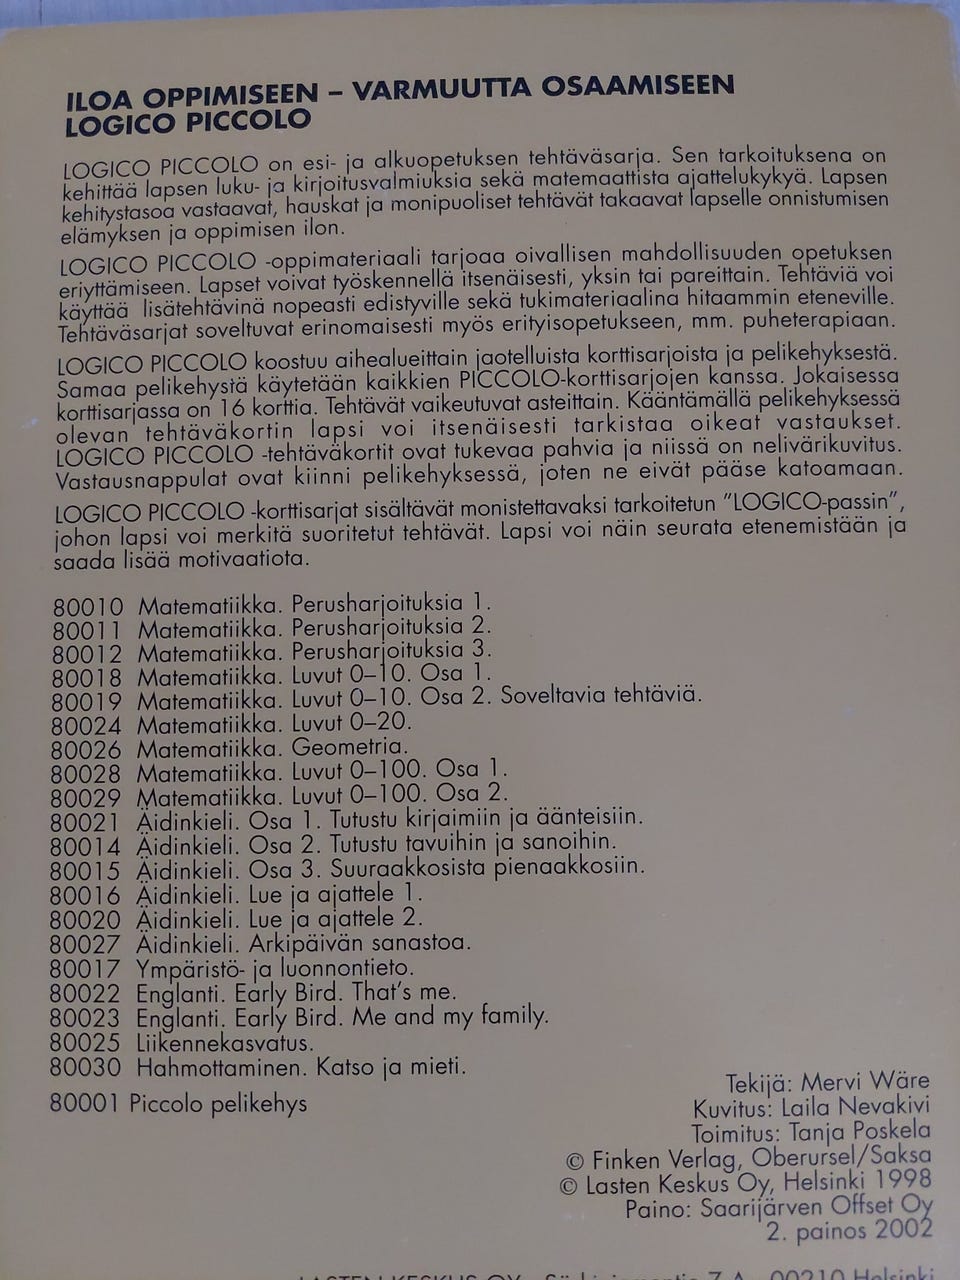 ILOA OPPIMISEEN – VARMUUTTA OSAAMISEEN
LOGICO PICCOLO
LOGICO PICCOLO on esi- ja alkuopetuksen tehtäväsarja. Sen tarkoituksena on
kehittää lapsen luku- ja kirjoitusvalmiuksia sekä matemaattista ajattelukykyä. Lapsen
kehitystasoa vastaavat, hauskat ja monipuoliset tehtävät takaavat lapselle onnistumisen
elämyksen ja oppimisen ilon.
LOGICO PICCOLO -oppimateriaali tarjoaa oivallisen mahdollisuuden opetuksen
eriyttämiseen. Lapset voivat työskennellä itsenäisesti, yksin tai pareittain. Tehtäviä voi
käyttää lisätehtävinä nopeasti edistyville sekä tukimateriaalina hitaammin eteneville.
Tehtäväsarjat soveltuvat erinomaisesti myös erityisopetukseen, mm. puheterapiaan.
LOGICO PICCOLO koostuu aihealueittain jaotelluista korttisarjoista ja pelikehyksestä.
Samaa pelikehystä käytetään kaikkien PICCOLO-korttisarjojen kanssa. Jokaisessa
korttisarjassa on 16 korttia. Tehtävät vaikeutuvat asteittain. Kääntämällä pelikehyksessä
olevan tehtäväkortin lapsi voi itsenäisesti tarkistaa oikeat vastaukset.
LOGICO PICCOLO -tehtäväkortit ovat tukevaa pahvia ja niissä on nelivärikuvitus.
Vastausnappulat ovat kiinni pelikehyksessä, joten ne eivät pääse katoamaan.
LOGICO PICCOLO -korttisarjat sisältävät monistettavaksi tarkoitetun "LOGICO-passin",
johon lapsi voi merkitä suoritetut tehtävät. Lapsi voi näin seurata etenemistään ja
saada lisää motivaatiota.
80010 Matematiikka. Perusharjoituksia 1.
80011 Matematiikka. Perusharjoituksia 2.
80012 Matematiikka. Perusharjoituksia 3.
80018 Matematiikka. Luvut 0–10. Osa 1.
80019 Matematiikka. Luvut 0–10. Osa 2. Soveltavia tehtäviä.
80024 Matematiikka. Luvut 0–20.
80026 Matematiikka. Geometria.
80028 Matematiikka. Luvut 0–100. Osa 1.
80029 Matematiikka. Luvut 0–100. Osa 2.
80021 Äidinkieli. Osa 1. Tutustu kirjaimiin ja äänteisiin.
80014 Äidinkieli. Osa 2. Tutustu tavuihin ja sanoihin.
80015 Äidinkieli. Osa 3. Suuraakkosista pienaakkosiin.
80016 Äidinkieli. Lue ja ajattele 1.
80020 Äidinkieli. Lue ja ajattele 2.
80027 Äidinkieli. Arkipäivän sanastoa.
80017 Ympäristö- ja luonnontieto.
80022 Englanti. Early Bird. That's me.
80023 Englanti. Early Bird. Me and my family.
80025 Liikennekasvatus.
80030 Hahmottaminen. Katso ja mieti.
80001 Piccolo pelikehys
Tekijä: Mervi Wäre
Kuvitus: Laila Nevakivi
Toimitus: Tanja Poskela
© Finken Verlag, Oberursel/Saksa
© Lasten Keskus Oy, Helsinki 1998
Paino: Saarijärven Offset Oy
2. painos 2002
LASTEN KESKUS OY 7 A 00210 Helsinki